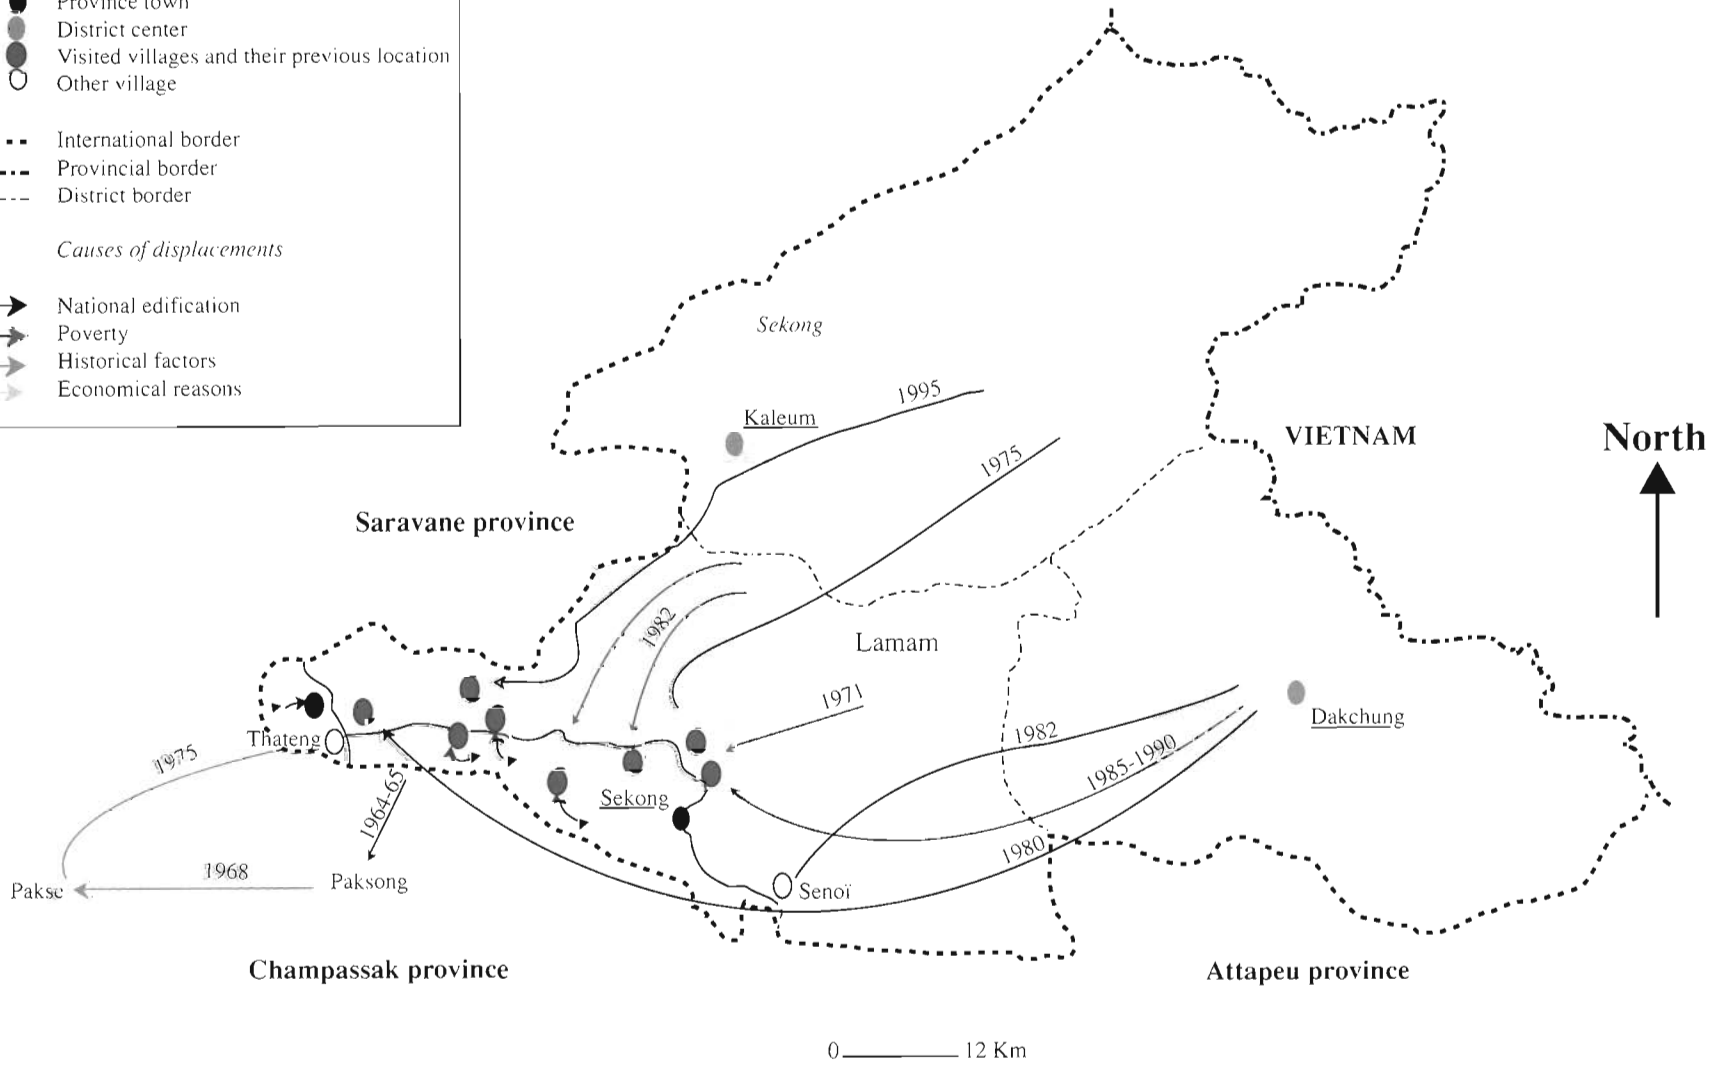 Province town
District center
Visited villages and their previous location
Other village
International border
Provincial border
District border
Causes of displacements
National edification
Poverty
Historical factors
Economical reasons
Sekong
1995
Kaleum
VIETNAM
North
1975
Saravane province
1982
Lamam
1971
Dakchung
1982
Thateng
1975
1985-1990
Sekong
1964-65
1980
1968
Paksong
Pakse
Senoï
Champassak province
Attapeu province
0 12 Km